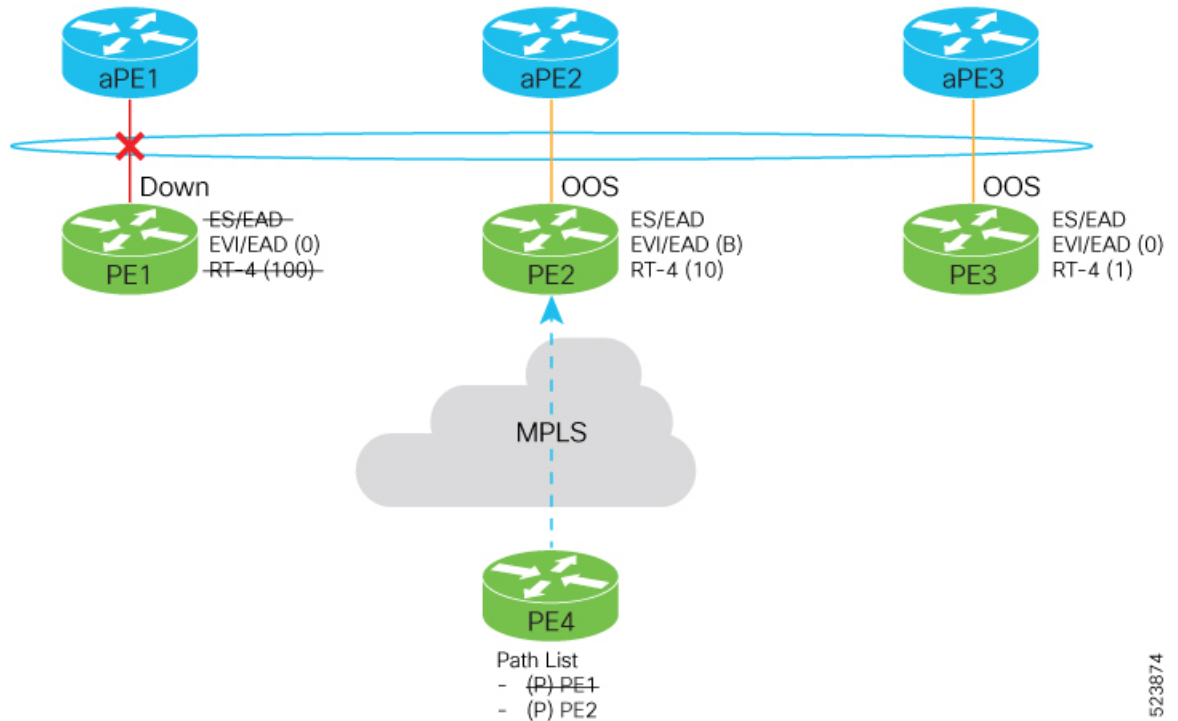 aPE1
aPE2
aPE3
Down
OOS
OOS
PE1
ES/EAD
EVI/EAD (0)
RT-4 (100)
PE2
ES/EAD
EVI/EAD (B)
RT-4 (10)
PE3
ES/EAD
EVI/EAD (0)
RT-4 (1)
MPLS
PE4
Path List
- (P) PE1
- (P) PE2
523874